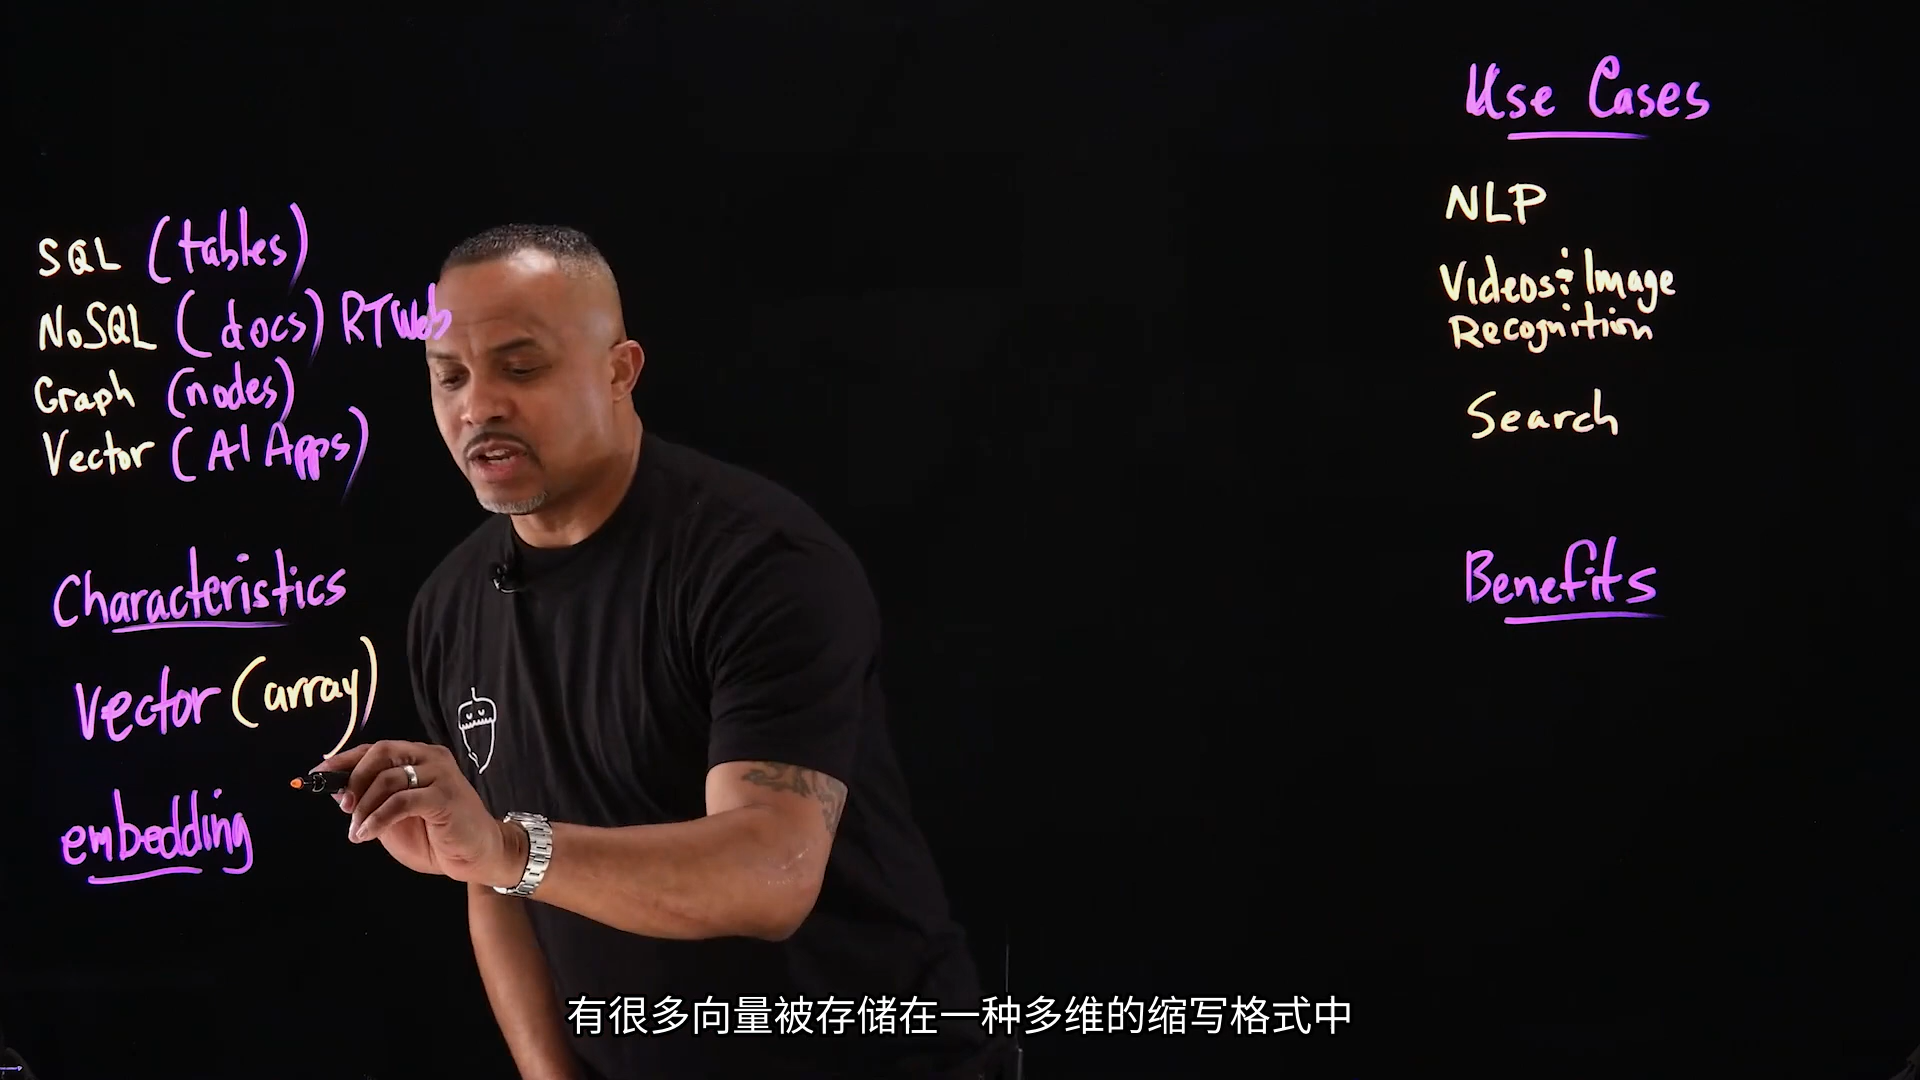 SQL (tables)
NoSQL (docs) RTWeb
Graph (nodes)
Vector (AI Apps)
Characteristics
Vector (array)
embedding
Use Cases
NLP
Videos & Image
Recognition
Search
Benefits
有很多向量被存储在一种多维的缩写格式中